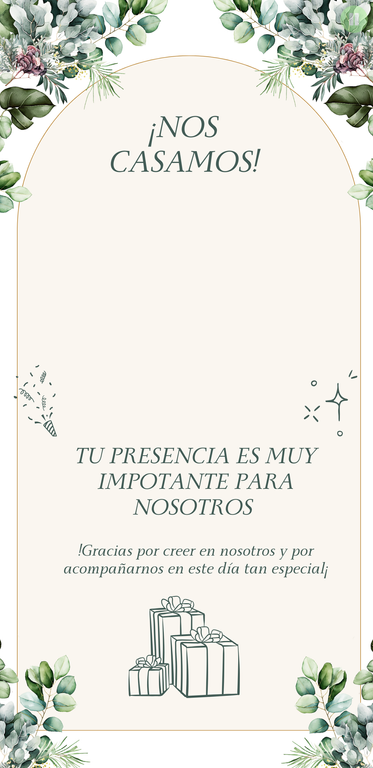 ¡NOS
CASAMOS!
TU PRESENCIA ES MUY
IMPOTANTE PARA
NOSOTROS
!Gracias por creer en nosotros y por
acompañarnos en este día tan especial¡